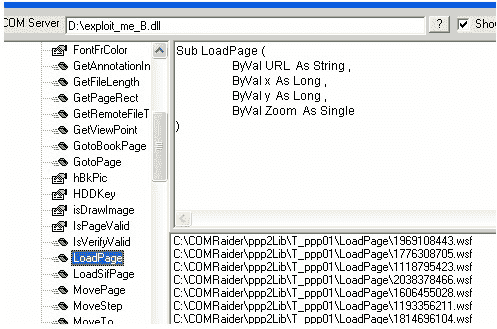 COM Server D:\exploit_me_B.dll ? Show
FontFrColor
GetAnnotationIn
GetFileLength
GetPageRect
GetRemoteFileT
GetViewPoint
GotoBookPage
GotoPage
hBkPic
HDDKey
isDrawImage
IsPageValid
IsVerifyValid
LoadPage
LoadSifPage
MovePage
MoveStep
MoveTo
Sub LoadPage (
ByVal URL As String ,
ByVal x As Long ,
ByVal y As Long ,
ByVal Zoom As Single
)
C:\COMRaider\ppp2Lib\T_ppp01\LoadPage\1969108443.wsf
C:\COMRaider\ppp2Lib\T_ppp01\LoadPage\1776308705.wsf
C:\COMRaider\ppp2Lib\T_ppp01\LoadPage\1118795423.wsf
C:\COMRaider\ppp2Lib\T_ppp01\LoadPage\2038378466.wsf
C:\COMRaider\ppp2Lib\T_ppp01\LoadPage\1606455028.wsf
C:\COMRaider\ppp2Lib\T_ppp01\LoadPage\1193356211.wsf
C:\COMRaider\ppp2Lib\T_ppp01\LoadPage\1814696104.wsf